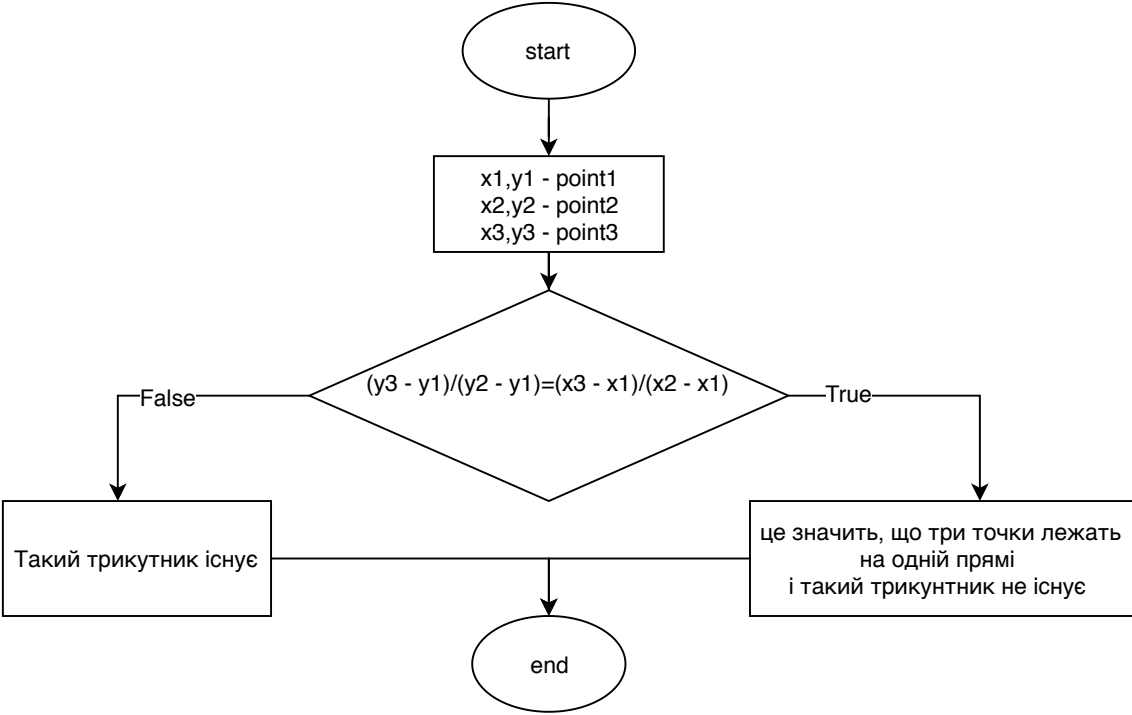 start
x1,y1 - point1
x2,y2 - point2
x3,y3 - point3
(y3 - y1)/(y2 - y1)=(x3 - x1)/(x2 - x1)
False
True
Такий трикутник існує
це значить, що три точки лежать
на одній прямі
і такий трикунтник не існує
end